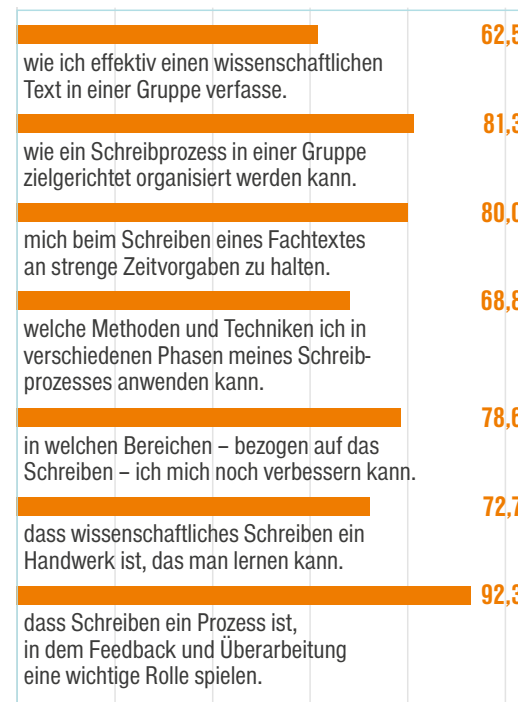 62,5
wie ich effektiv einen wissenschaftlichen
Text in einer Gruppe verfasse.
81,3
wie ein Schreibprozess in einer Gruppe
zielgerichtet organisiert werden kann.
80,0
mich beim Schreiben eines Fachtextes
an strenge Zeitvorgaben zu halten.
68,8
welche Methoden und Techniken ich in
verschiedenen Phasen meines Schreib-
prozesses anwenden kann.
78,6
in welchen Bereichen – bezogen auf das
Schreiben – ich mich noch verbessern kann.
72,7
dass wissenschaftliches Schreiben ein
Handwerk ist, das man lernen kann.
92,3
dass Schreiben ein Prozess ist,
in dem Feedback und Überarbeitung
eine wichtige Rolle spielen.